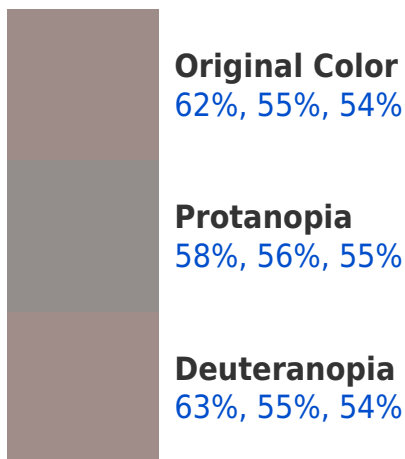 Original Color
62%, 55%, 54%
Protanopia
58%, 56%, 55%
Deuteranopia
63%, 55%, 54%